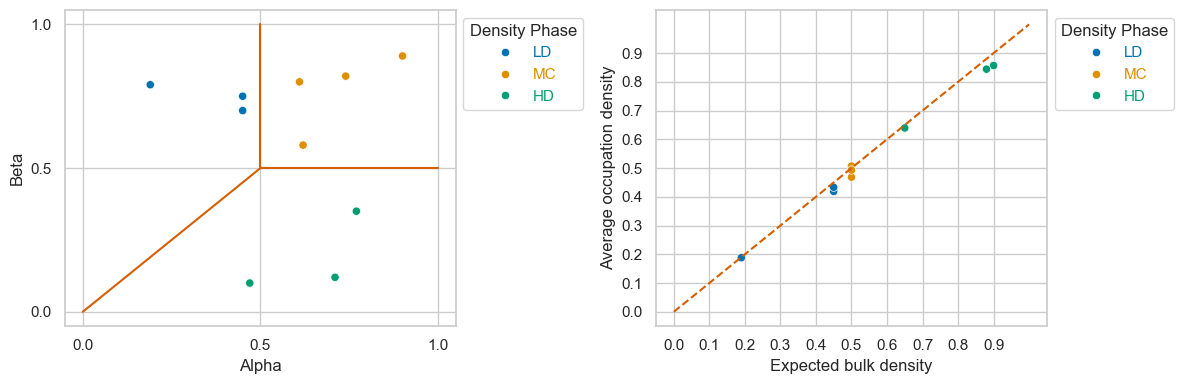 1.0
0.5
0.0
Beta
0.0 0.5 1.0
Alpha
Density Phase
LD
MC
HD
0.9
0.8
0.7
0.6
0.5
0.4
0.3
0.2
0.1
0.0
Average occupation density
0.0 0.1 0.2 0.3 0.4 0.5 0.6 0.7 0.8 0.9
Expected bulk density
Density Phase
LD
MC
HD